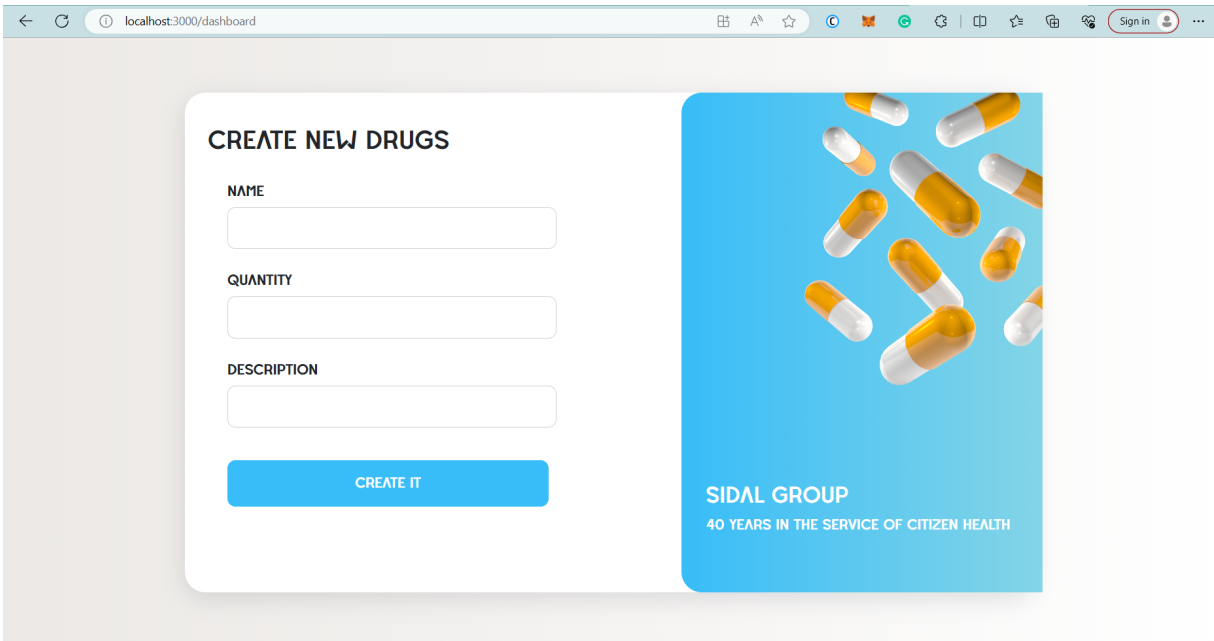 localhost:3000/dashboard
Sign in
CREATE NEW DRUGS
NAME
QUANTITY
DESCRIPTION
CREATE IT
SIDAL GROUP
40 YEARS IN THE SERVICE OF CITIZEN HEALTH